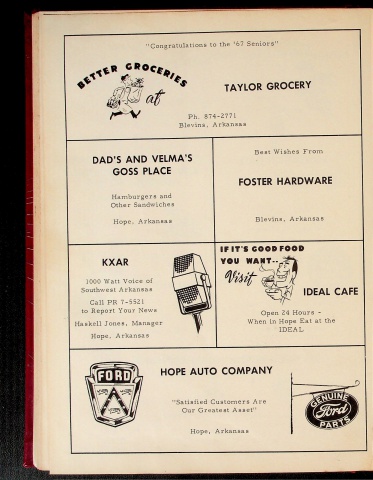 "Congratulations to the '67 Seniors"
BETTER GROCERIES
at
TAYLOR GROCERY
Ph. 874-2771
Blevins, Arkansas
DAD'S AND VELMA'S
GOSS PLACE
Hamburgers and
Other Sandwiches
Hope, Arkansas
Best Wishes From
FOSTER HARDWARE
Blevins, Arkansas
KXAR
1000 Watt Voice of
Southwest Arkansas
Call PR 7-5521
to Report Your News
Haskell Jones, Manager
Hope, Arkansas
IF IT'S GOOD FOOD
YOU WANT--
Visit
IDEAL CAFE
Open 24 Hours -
When in Hope Eat at the
IDEAL
FORD
HOPE AUTO COMPANY
"Satisfied Customers Are
Our Greatest Asset"
Hope, Arkansas
GENUINE
Ford
PARTS